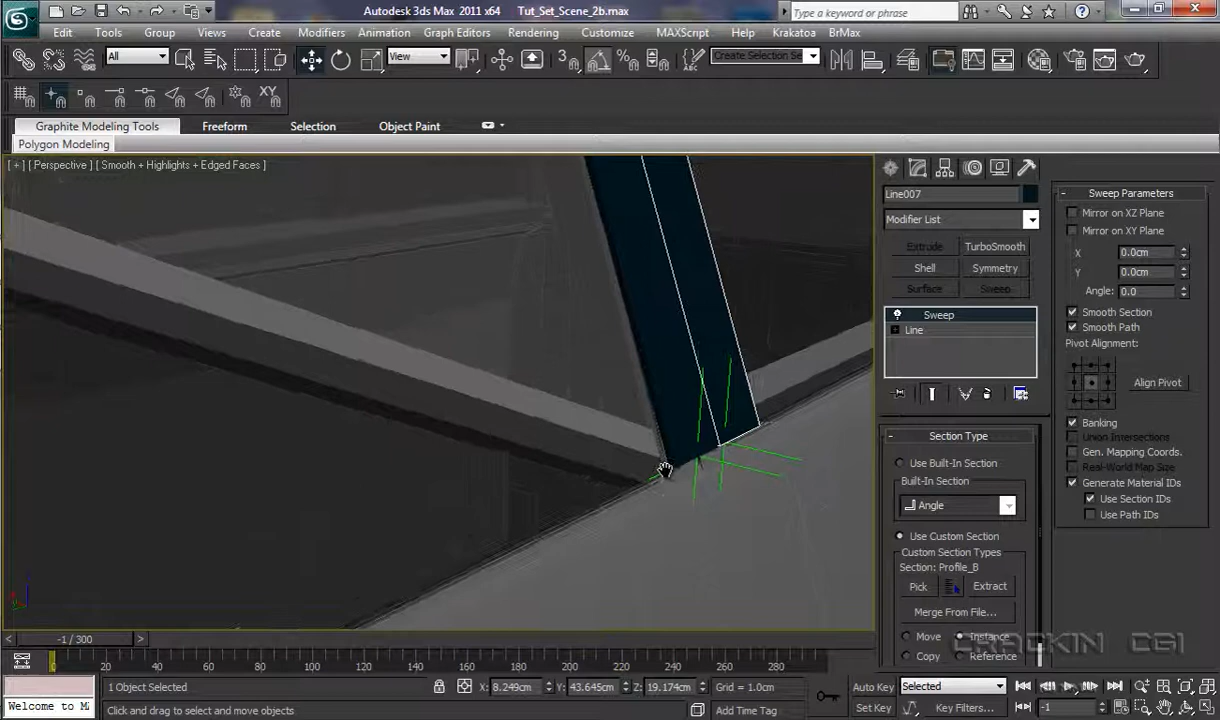 Autodesk 3ds Max 2011 x64 Tut_Set_Scene_2b.max
Type a keyword or phrase
Edit Tools Group Views Create Modifiers Animation Graph Editors Rendering Customize MAXScript Help Krakatoa BrMax
All View Create Selection Se
XY
Graphite Modeling Tools Freeform Selection Object Paint
Polygon Modeling
[ + ] [ Perspective ] [ Smooth + Highlights + Edged Faces ]
Line007
Modifier List
Extrude TurboSmooth
Shell Symmetry
Surface Sweep
Sweep
Line
Section Type
Use Built-In Section
Built-In Section
Angle
Use Custom Section
Custom Section Types
Section: Profile_B
Pick Extract
Merge From File...
Move Instance
Copy Reference
Sweep Parameters
Mirror on XZ Plane
Mirror on XY Plane
X 0.0cm
Y 0.0cm
Angle: 0.0
Smooth Section
Smooth Path
Pivot Alignment:
Align Pivot
Banking
Union Intersections
Gen. Mapping Coords.
Real-World Map Size
Generate Material IDs
Use Section IDs
Use Path IDs
CRACKIN CGI
-1 / 300
0 20 40 60 80 100 120 140 160 180 200 220 240 260 280
1 Object Selected X: 8.249cm Y: 43.645cm Z: 19.174cm Grid = 1.0cm Auto Key Selected
Welcome to M Click and drag to select and move objects Add Time Tag Set Key Key Filters... -1